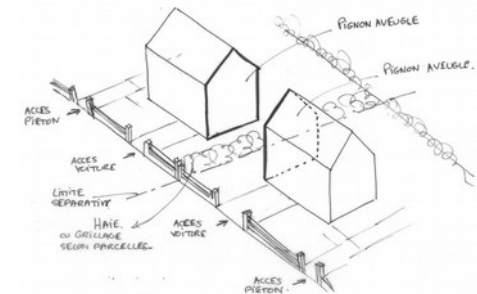 PIGNON AVEUGLE
PIGNON AVEUGLE.
ACCES
PIETON
ACCES
VOITURE
LIMITE
SEPARATIVE
HAIE
OU GRILLAGE
SELON PARCELLES.
ACCES
VOITURE
ACCES
PIETON.